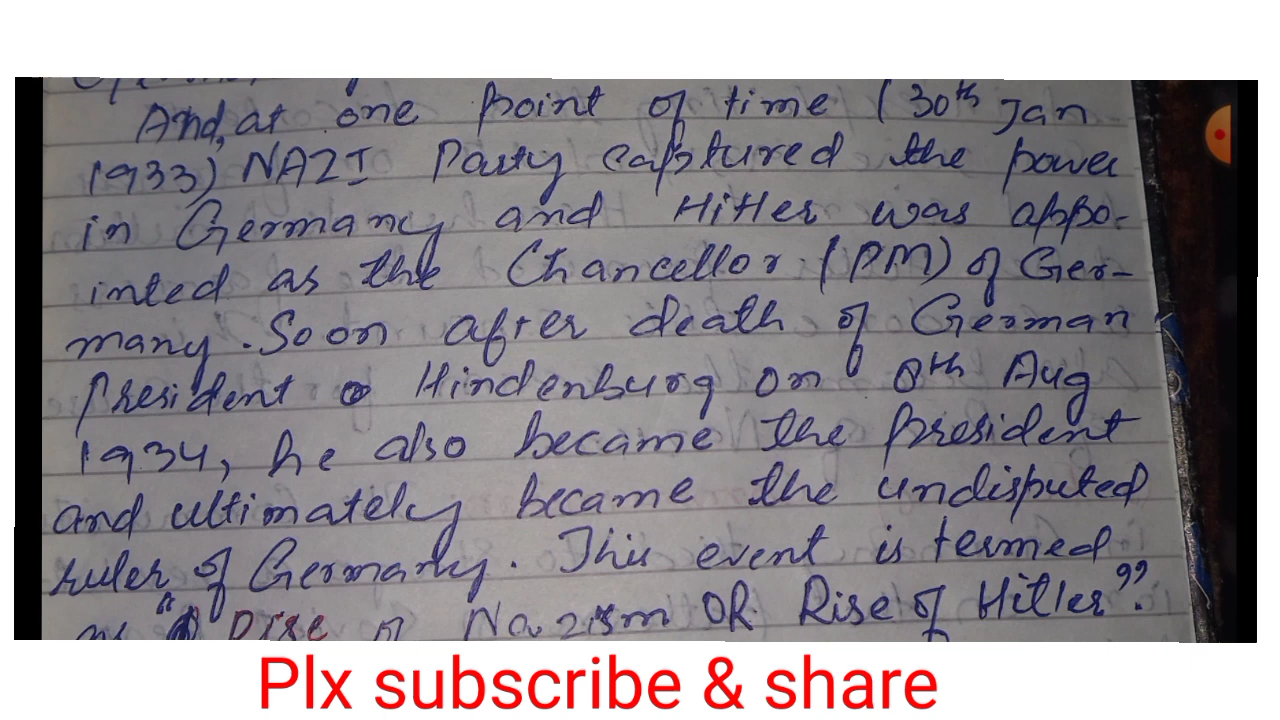 And, at one point of time (30th Jan
1933) NAZI Party captured the power
in Germany and Hitler was appo-
inted as the Chancellor (PM) of Ger-
many. Soon after death of German
President Hindenburg on 8th Aug
1934, he also became the president
and ultimately became the undisputed
ruler of Germany. This event is termed
as "Rise of Nazism OR Rise of Hitler".
Plx subscribe & share